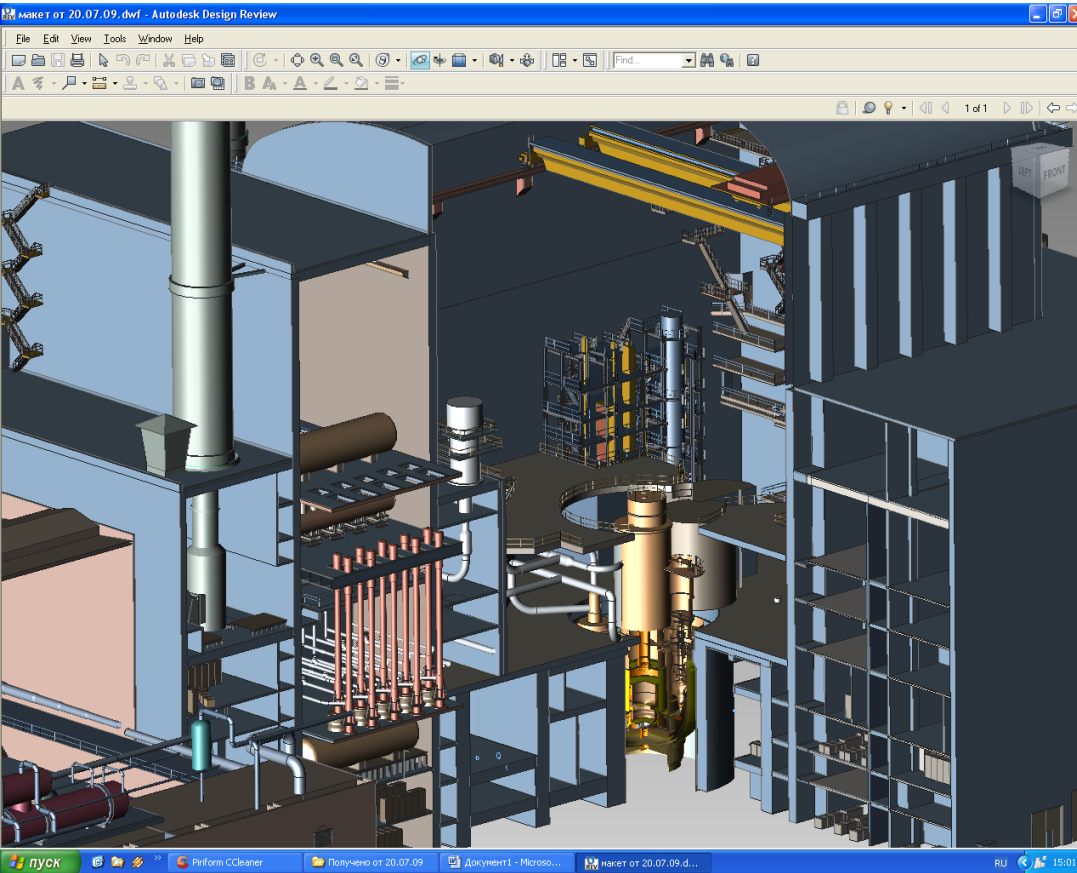 макет от 20.07.09.dwf - Autodesk Design Review
File Edit View Tools Window Help
Find...
1 of 1
LEFT FRONT
пуск
Piriform CCleaner
Получено от 20.07.09
Документ1 - Microso...
макет от 20.07.09.d...
RU
15:01